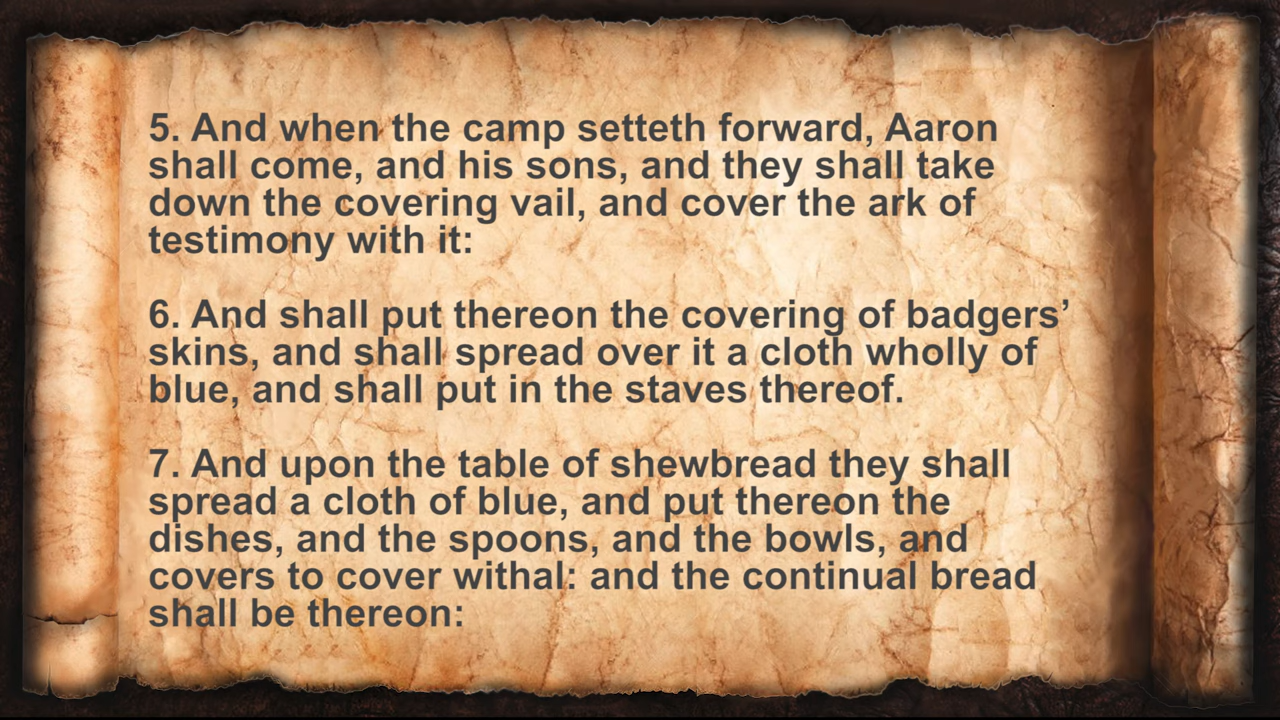 5. And when the camp setteth forward, Aaron
shall come, and his sons, and they shall take
down the covering vail, and cover the ark of
testimony with it:
6. And shall put thereon the covering of badgers’
skins, and shall spread over it a cloth wholly of
blue, and shall put in the staves thereof.
7. And upon the table of shewbread they shall
spread a cloth of blue, and put thereon the
dishes, and the spoons, and the bowls, and
covers to cover withal: and the continual bread
shall be thereon: